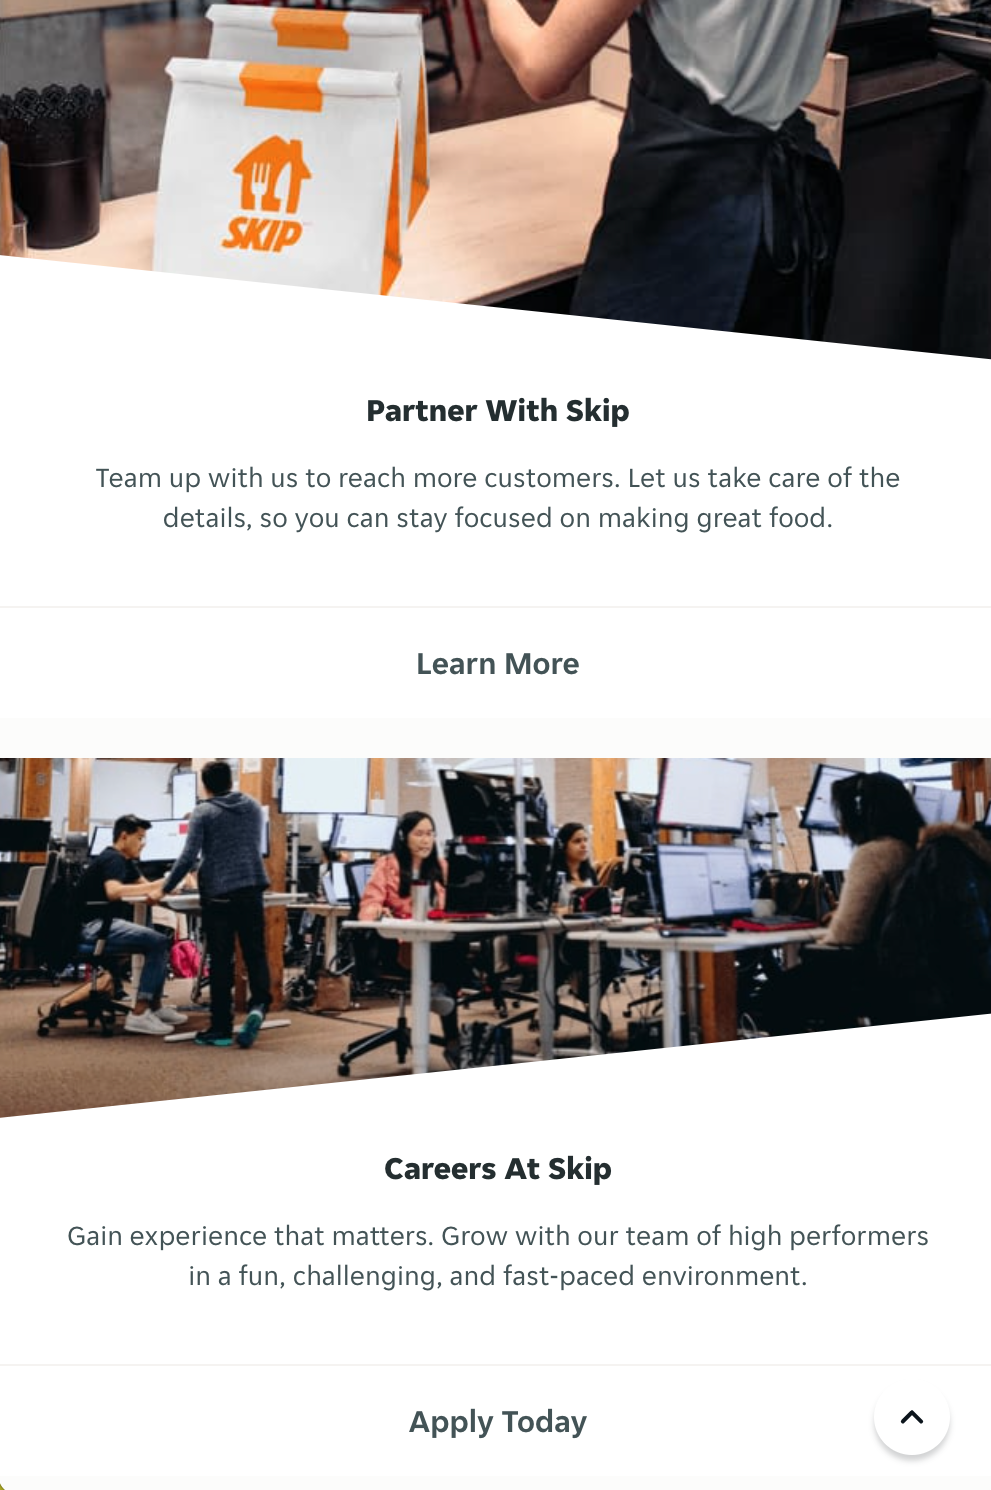 SKIP
Partner With Skip
Team up with us to reach more customers. Let us take care of the
details, so you can stay focused on making great food.
Learn More
Careers At Skip
Gain experience that matters. Grow with our team of high performers
in a fun, challenging, and fast-paced environment.
Apply Today